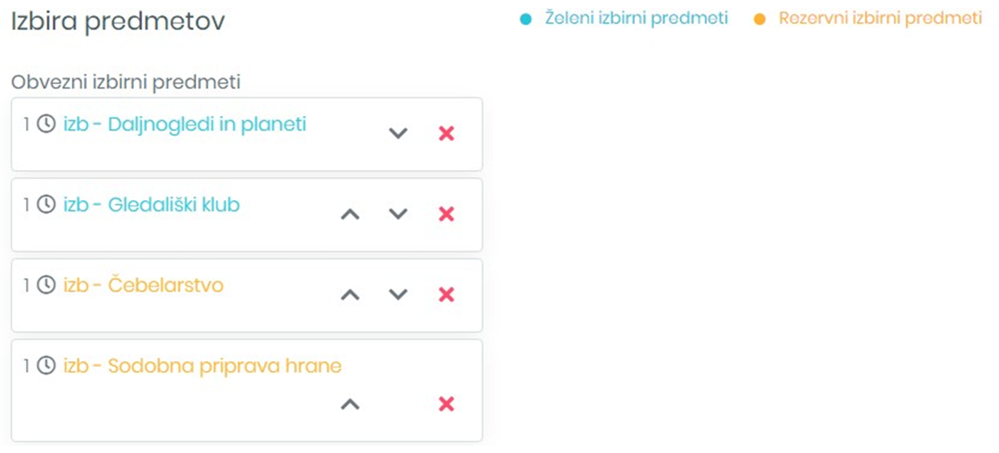 Izbira predmetov
Želeni izbirni predmeti
Rezervni izbirni predmeti
Obvezni izbirni predmeti
1 izb - Daljnogledi in planeti
1 izb - Gledališki klub
1 izb - Čebelarstvo
1 izb - Sodobna priprava hrane